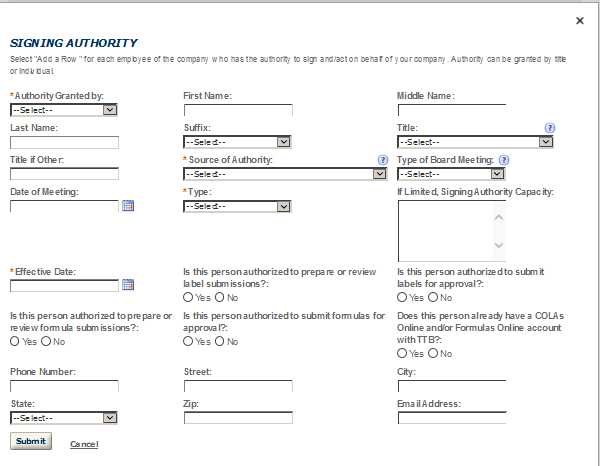 ×
SIGNING AUTHORITY
Select "Add a Row" for each employee of the company who has the authority to sign and/act on behalf of your company. Authority can be granted by title
or individual.
*Authority Granted by: First Name: Middle Name:
--Select--
Last Name: Suffix: Title: ?
--Select-- --Select--
Title if Other: * Source of Authority: ? Type of Board Meeting: ?
--Select-- --Select--
Date of Meeting: *Type: If Limited, Signing Authority Capacity:
--Select--
*Effective Date: Is this person authorized to prepare or review Is this person authorized to submit
label submissions?: labels for approval?:
Yes No Yes No
Is this person authorized to prepare or Is this person authorized to submit formulas for Does this person already have a COLAs
review formula submissions?: approval?: Online and/or Formulas Online account
Yes No Yes No with TTB?:
Yes No
Phone Number: Street: City:
State: Zip: Email Address:
--Select--
Submit Cancel